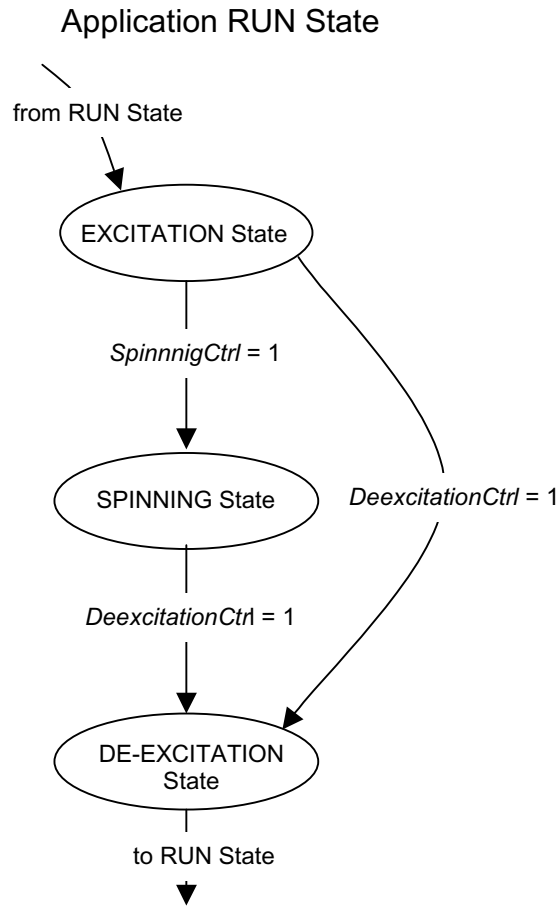 Application RUN State
from RUN State
EXCITATION State
SpinnnigCtrl = 1
SPINNING State
DeexcitationCtrl = 1
DeexcitationCtrl = 1
DE-EXCITATION
State
to RUN State